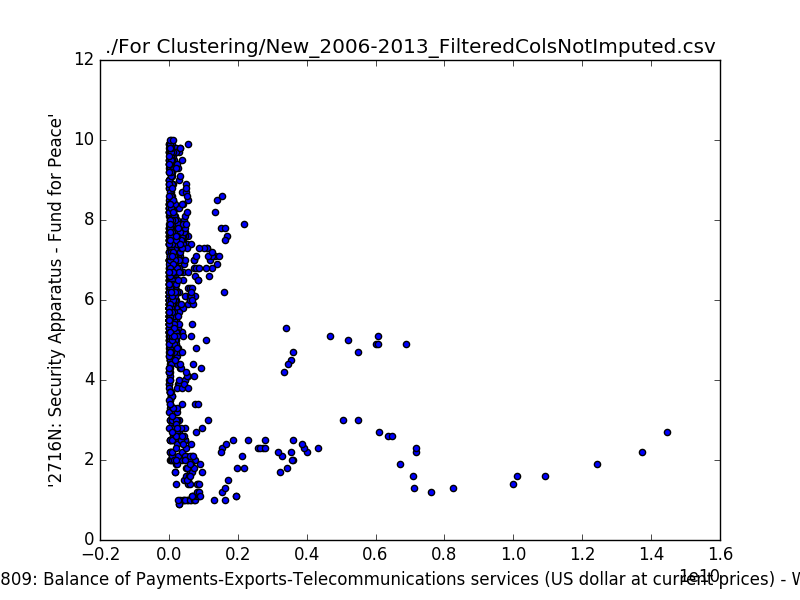 ./For Clustering/New_2006-2013_FilteredColsNotImputed.csv
12
10
8
6
4
2
0
'2716N: Security Apparatus - Fund for Peace'
−0.2 0.0 0.2 0.4 0.6 0.8 1.0 1.2 1.4 1.6
1e10
809: Balance of Payments-Exports-Telecommunications services (US dollar at current prices) - W